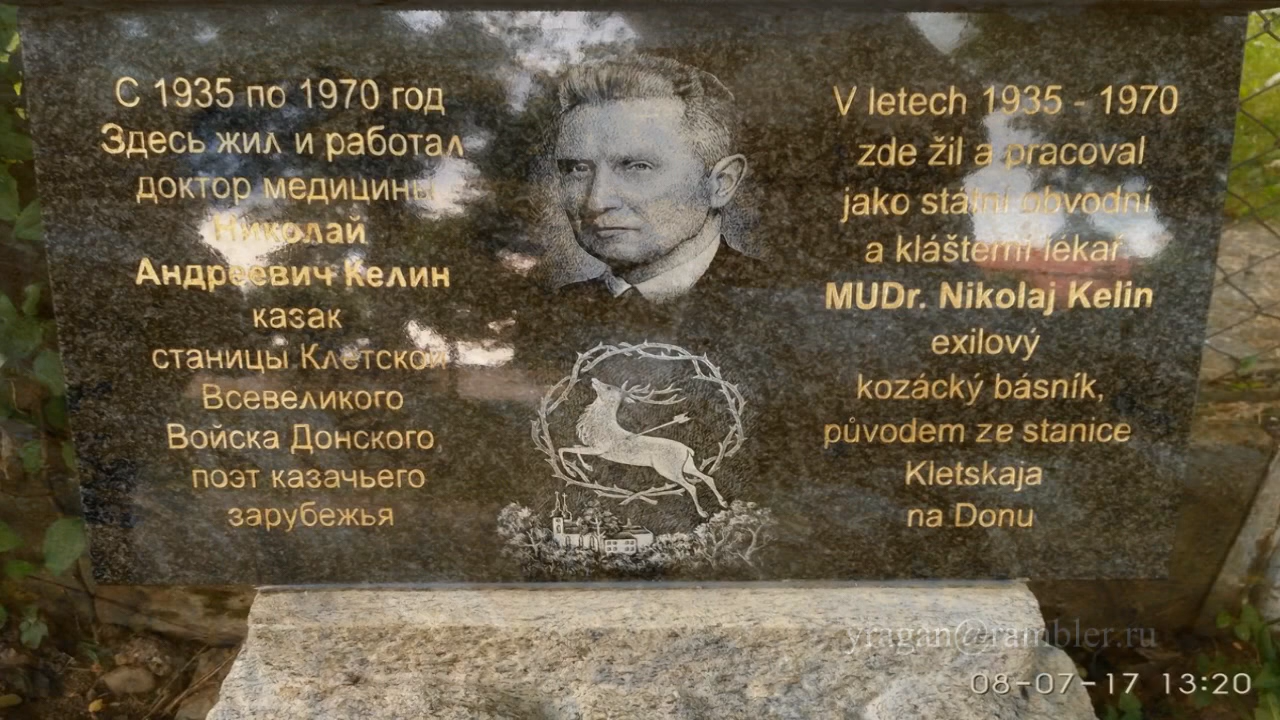 С 1935 по 1970 год
Здесь жил и работал
доктор медицины
Николай
Андреевич Келин
казак
станицы Клетской
Всевеликого
Войска Донского,
поэт казачьего
зарубежья
V letech 1935 - 1970
zde žil a pracoval
jako státní obvodní
a klášterní lékař
MUDr. Nikolaj Kelin
exilový
kozácký básník,
původem ze stanice
Kletskaja
na Donu
yragan@rambler.ru
08-07-17 13:20